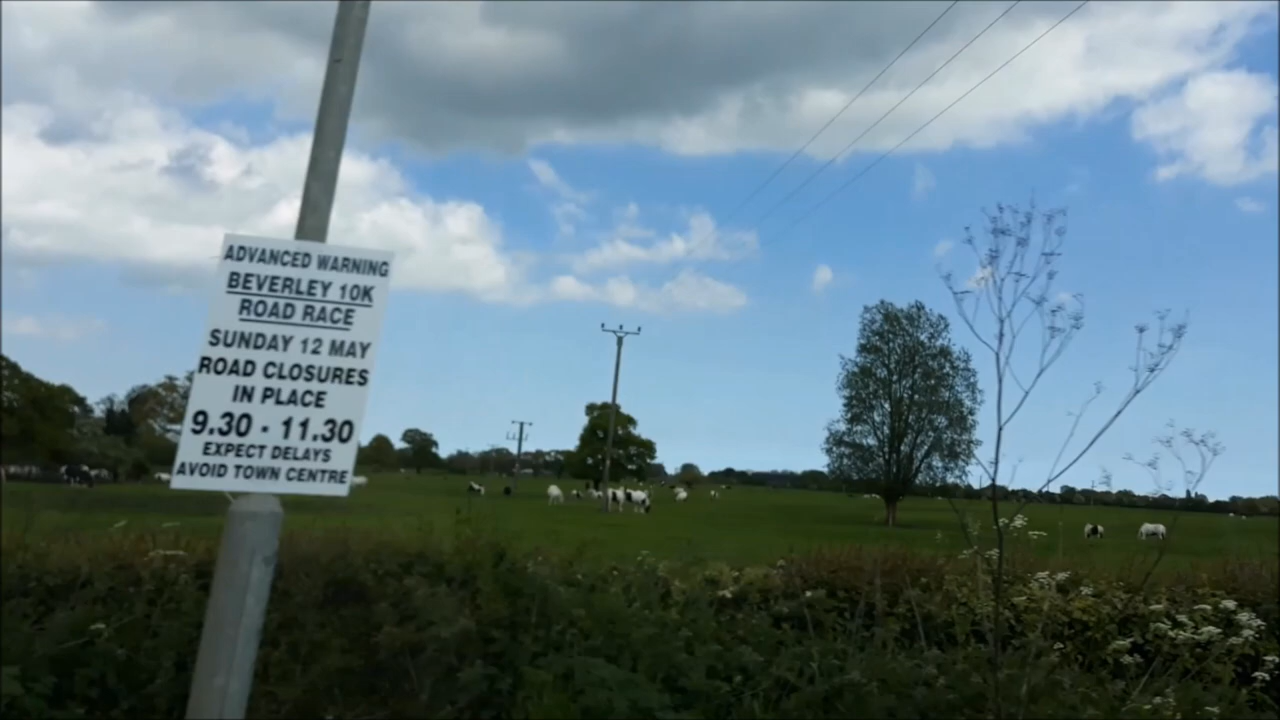 ADVANCED WARNING
BEVERLEY 10K
ROAD RACE
SUNDAY 12 MAY
ROAD CLOSURES
IN PLACE
9.30 - 11.30
EXPECT DELAYS
AVOID TOWN CENTRE